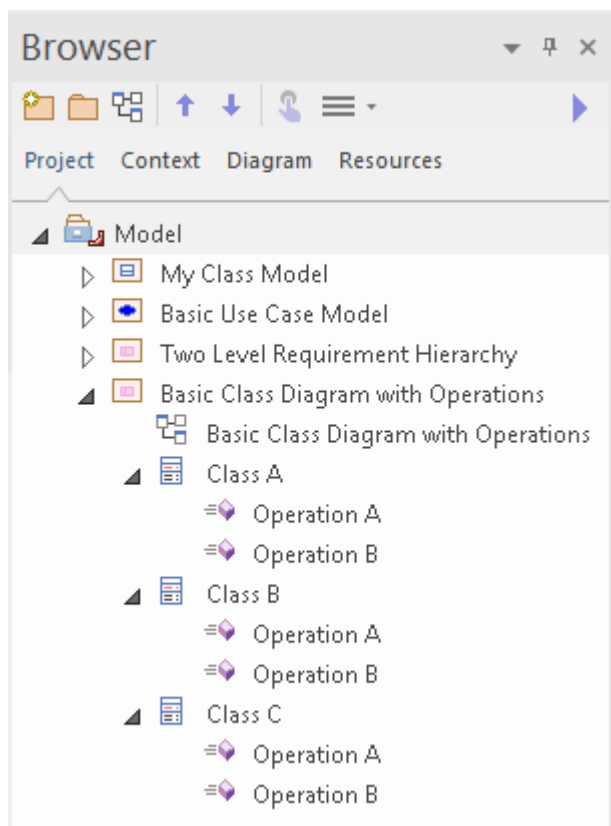 Browser
Project Context Diagram Resources
Model
My Class Model
Basic Use Case Model
Two Level Requirement Hierarchy
Basic Class Diagram with Operations
Basic Class Diagram with Operations
Class A
Operation A
Operation B
Class B
Operation A
Operation B
Class C
Operation A
Operation B